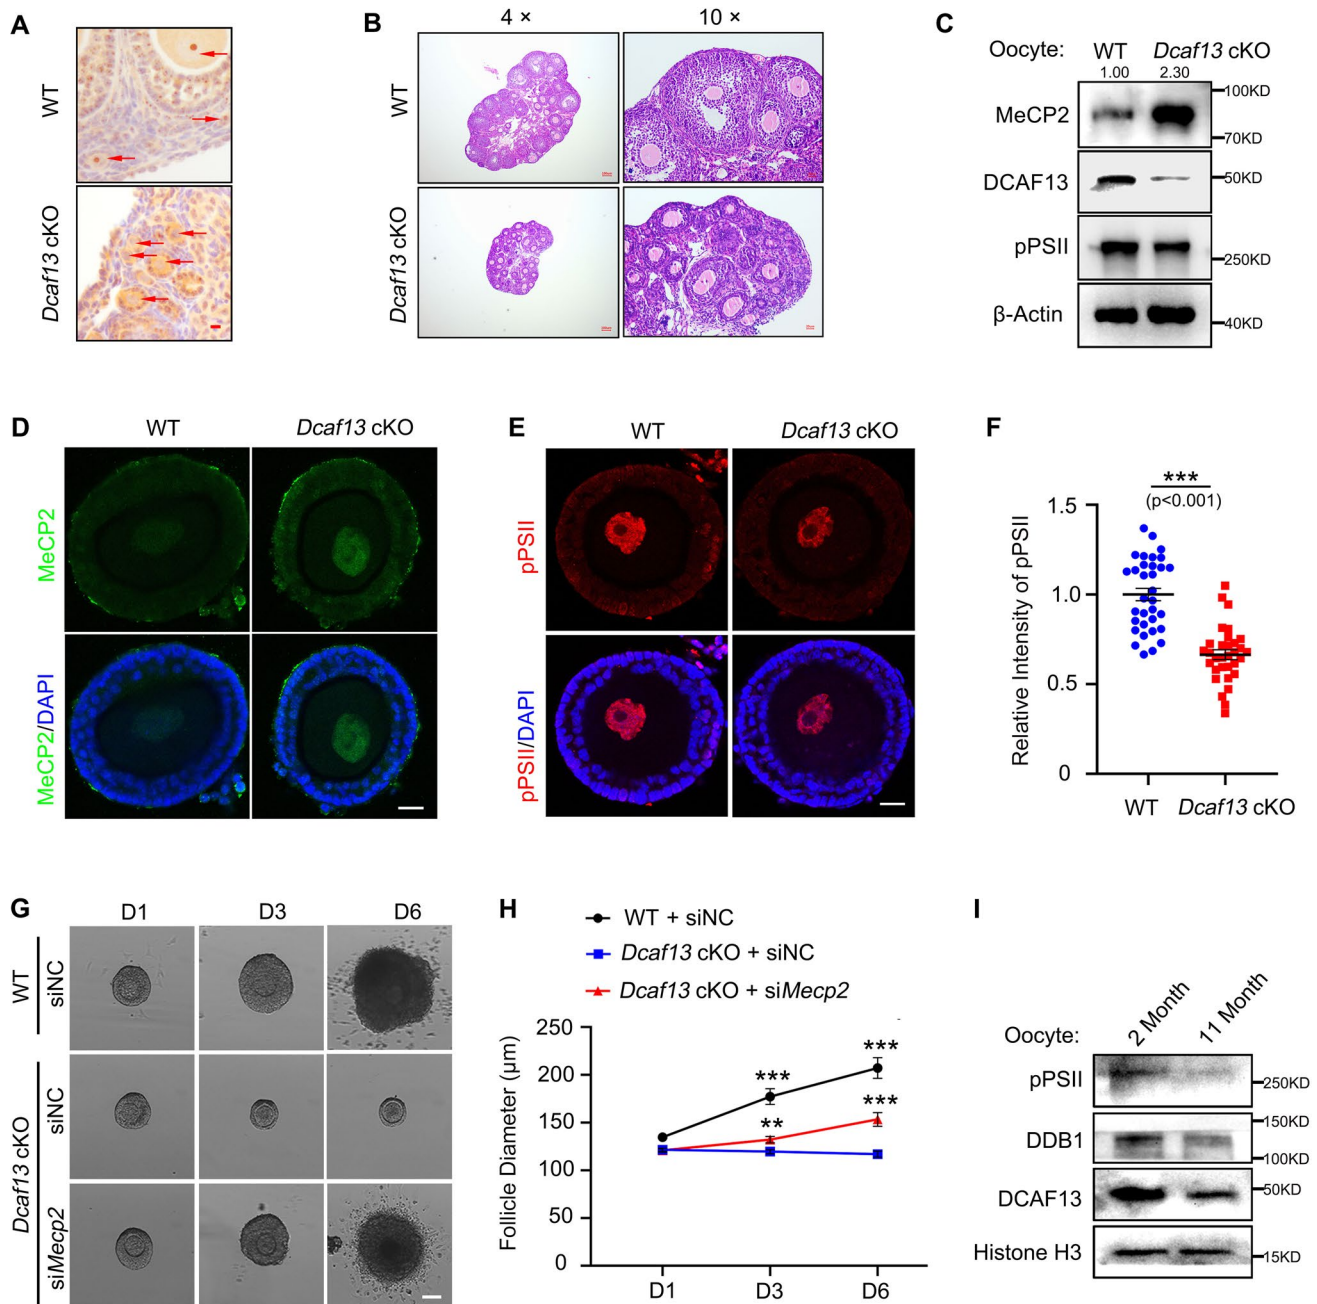 A
WT
Dcaf13 cKO
B
4 ×
10 ×
WT
Dcaf13 cKO
C
Oocyte:
WT
Dcaf13 cKO
1.00
2.30
MeCP2
100KD
70KD
DCAF13
50KD
pPSII
250KD
β-Actin
40KD
D
WT
Dcaf13 cKO
MeCP2
MeCP2/DAPI
E
WT
Dcaf13 cKO
pPSII
pPSII/DAPI
F
***
(p<0.001)
Relative Intensity of pPSII
1.5
1.0
0.5
0
WT
Dcaf13 cKO
G
D1
D3
D6
WT
siNC
Dcaf13 cKO
siNC
siMecp2
H
WT + siNC
Dcaf13 cKO + siNC
Dcaf13 cKO + siMecp2
Follicle Diameter (μm)
250
200
150
100
50
0
***
**
***
***
D1
D3
D6
I
Oocyte:
2 Month
11 Month
pPSII
250KD
DDB1
150KD
100KD
DCAF13
50KD
Histone H3
15KD